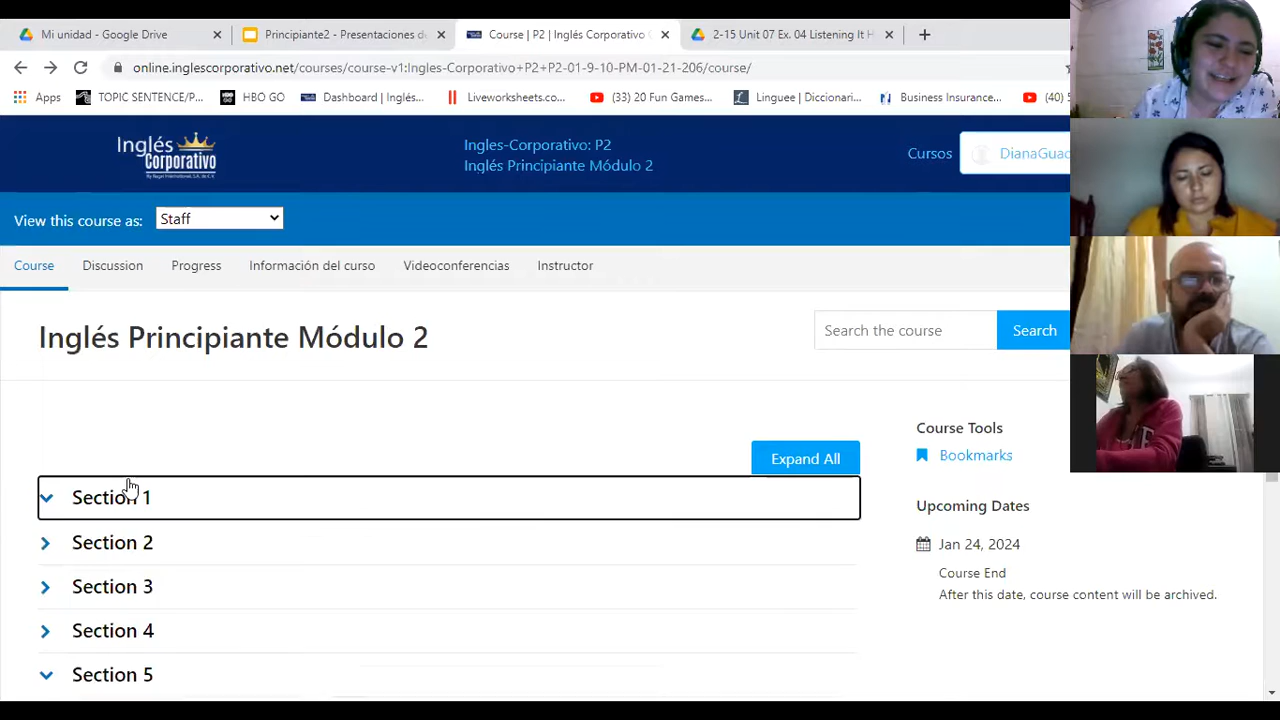 Mi unidad - Google Drive
Principiante2 - Presentaciones d
Course | P2 | Inglés Corporativo
2-15 Unit 07 Ex. 04 Listening It H
online.inglescorporativo.net/courses/course-v1:Ingles-Corporativo+P2+P2-01-9-10-PM-01-21-206/course/
Apps
TOPIC SENTENCE/P...
HBO GO
Dashboard | Inglés...
Liveworksheets.co...
(33) 20 Fun Games...
Linguee | Diccionari...
Business Insurance...
(40)
Inglés
Corporativo
Ingles-Corporativo: P2
Inglés Principiante Módulo 2
Cursos
DianaGuad
View this course as:
Staff
Course
Discussion
Progress
Información del curso
Videoconferencias
Instructor
Inglés Principiante Módulo 2
Search the course
Search
Expand All
Section 1
Section 2
Section 3
Section 4
Section 5
Course Tools
Bookmarks
Upcoming Dates
Jan 24, 2024
Course End
After this date, course content will be archived.